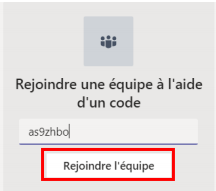 Rejoindre une équipe à l'aide
d'un code
as9zhbo
Rejoindre l'équipe